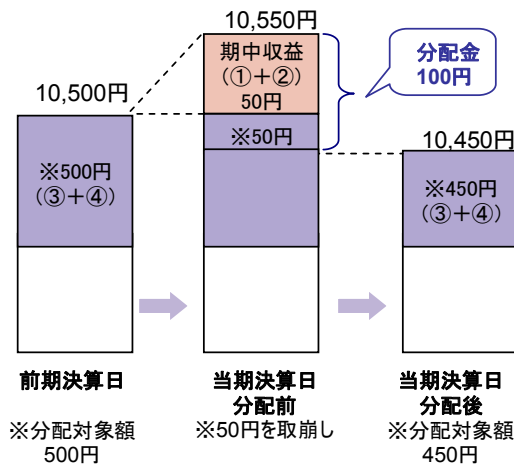 10,550円
期中収益
(①+②)
50円
分配金
100円
10,500円
※50円
10,450円
※500円
(③+④)
※450円
(③+④)
前期決算日
当期決算日
分配前
当期決算日
分配後
※分配対象額
500円
※50円を取崩し
※分配対象額
450円